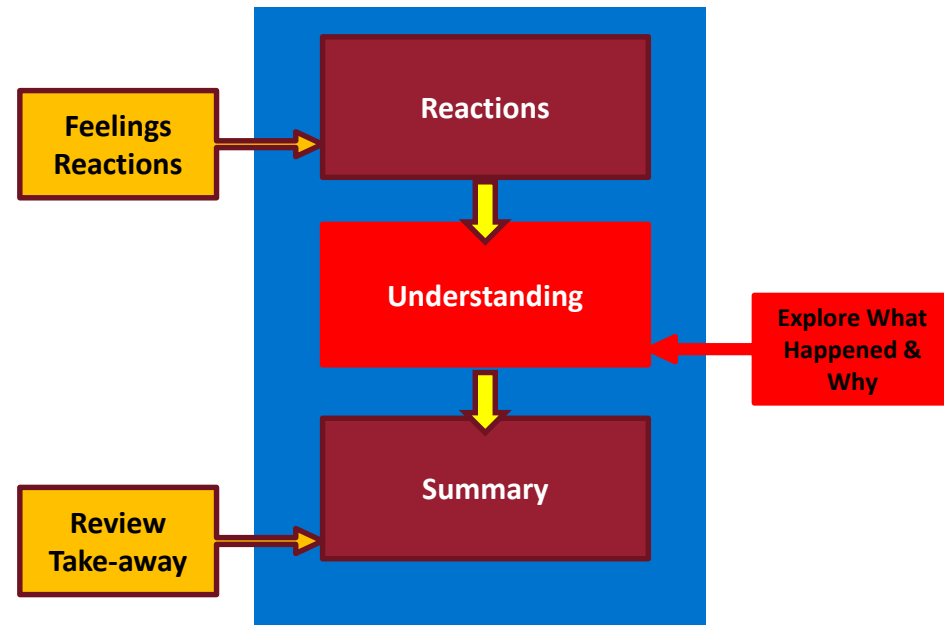 Reactions
Feelings
Reactions
Understanding
Explore What
Happened &
Why
Summary
Review
Take-away